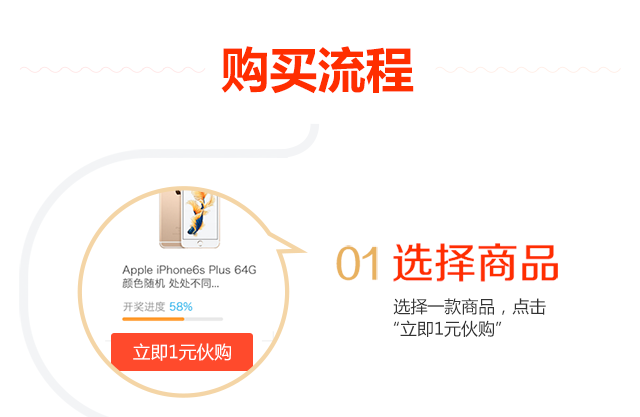 购买流程
Apple iPhone6s Plus 64G
颜色随机 处处不同...
开奖进度 58%
立即1元伙购
01 选择商品
选择一款商品，点击
“立即1元伙购”